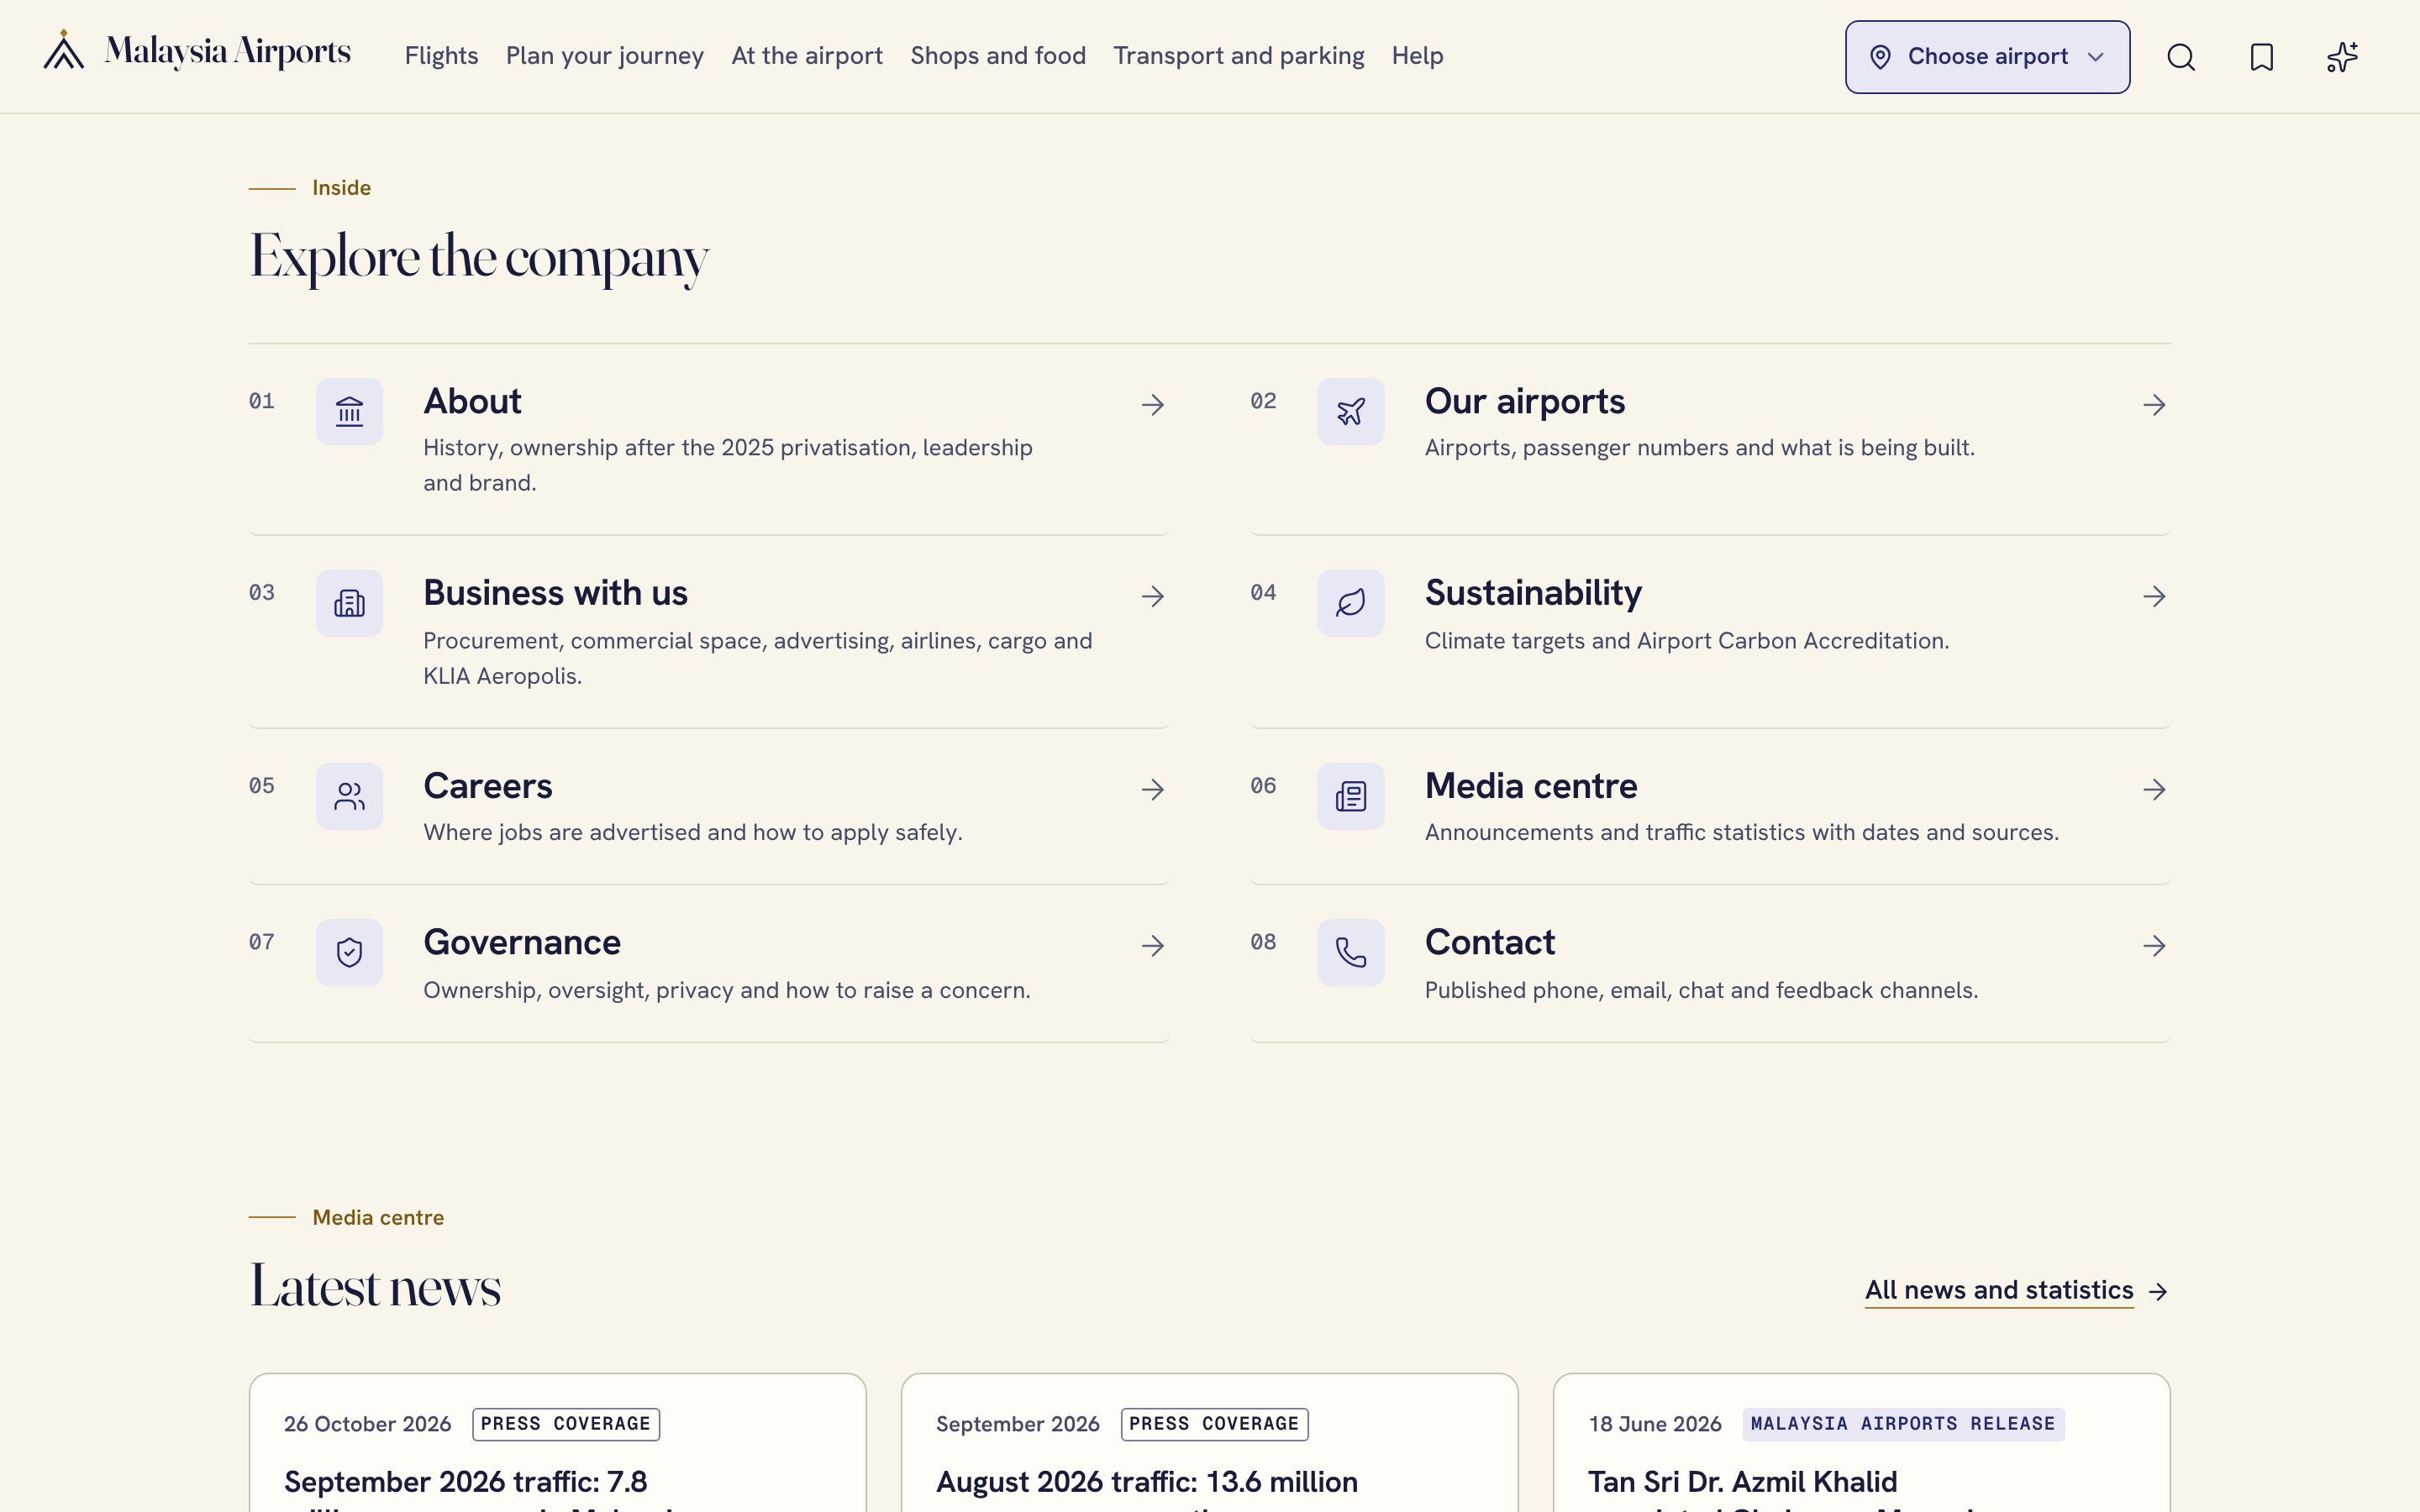 Malaysia Airports
Flights
Plan your journey
At the airport
Shops and food
Transport and parking
Help
Choose airport
Inside
Explore the company
01
About
History, ownership after the 2025 privatisation, leadership
and brand.
02
Our airports
Airports, passenger numbers and what is being built.
03
Business with us
Procurement, commercial space, advertising, airlines, cargo and
KLIA Aeropolis.
04
Sustainability
Climate targets and Airport Carbon Accreditation.
05
Careers
Where jobs are advertised and how to apply safely.
06
Media centre
Announcements and traffic statistics with dates and sources.
07
Governance
Ownership, oversight, privacy and how to raise a concern.
08
Contact
Published phone, email, chat and feedback channels.
Media centre
Latest news
All news and statistics
26 October 2026 PRESS COVERAGE
September 2026 traffic: 7.8
September 2026 PRESS COVERAGE
August 2026 traffic: 13.6 million
18 June 2026 MALAYSIA AIRPORTS RELEASE
Tan Sri Dr. Azmil Khalid